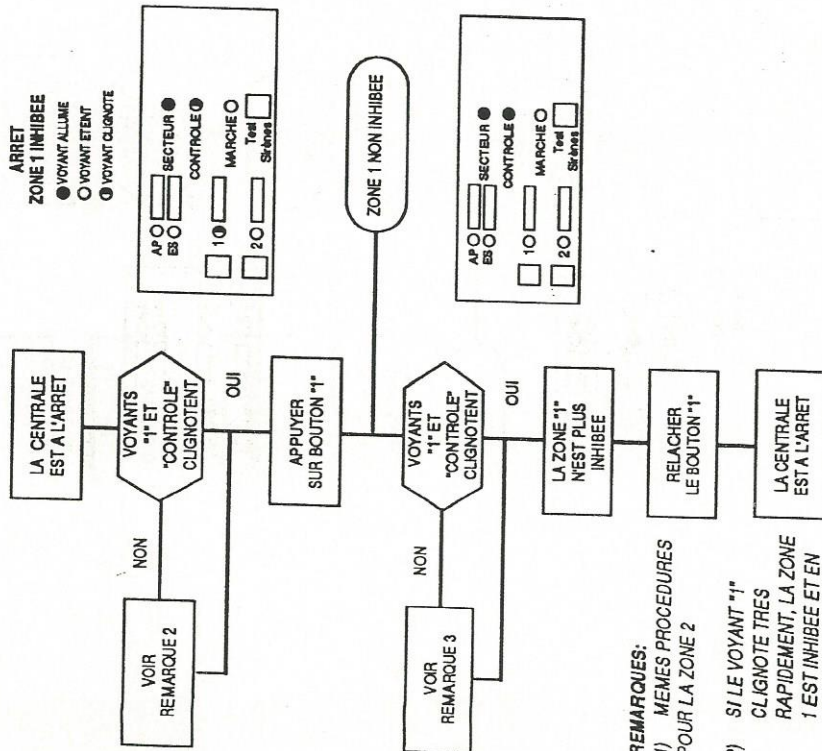 ARRET
ZONE 1 INHIBEE
VOYANT ALLUME
VOYANT ETEINT
VOYANT CLIGNOTE
LA CENTRALE
EST A L'ARRET
VOYANTS
"1" ET
"CONTROLE"
CLIGNOTENT
NON
OUI
VOIR
REMARQUE 2
AP
ES
SECTEUR
CONTROLE
1
MARCHE
2
Test
Sirènes
APPUYER
SUR BOUTON "1"
ZONE 1 NON INHIBEE
VOYANTS
"1" ET
"CONTROLE"
CLIGNOTENT
NON
OUI
VOIR
REMARQUE 3
AP
ES
SECTEUR
CONTROLE
1
MARCHE
2
Test
Sirènes
LA ZONE "1"
N'EST PLUS
INHIBEE
RELACHER
LE BOUTON "1"
LA CENTRALE
EST A L'ARRET
REMARQUES:
MEMES PROCEDURES
POUR LA ZONE 2
SI LE VOYANT "1"
CLIGNOTE TRES
RAPIDEMENT, LA ZONE
1 EST INHIBEE ET EN